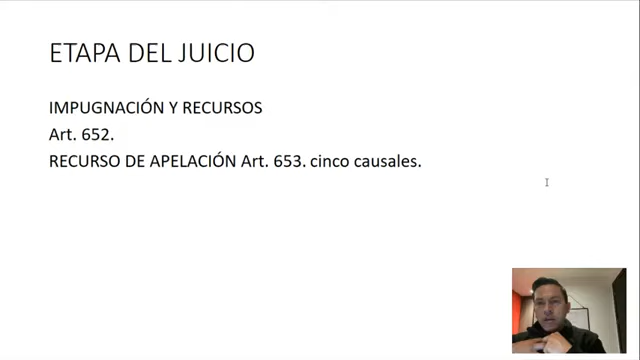 ETAPA DEL JUICIO
IMPUGNACIÓN Y RECURSOS
Art. 652.
RECURSO DE APELACIÓN Art. 653. cinco causales.